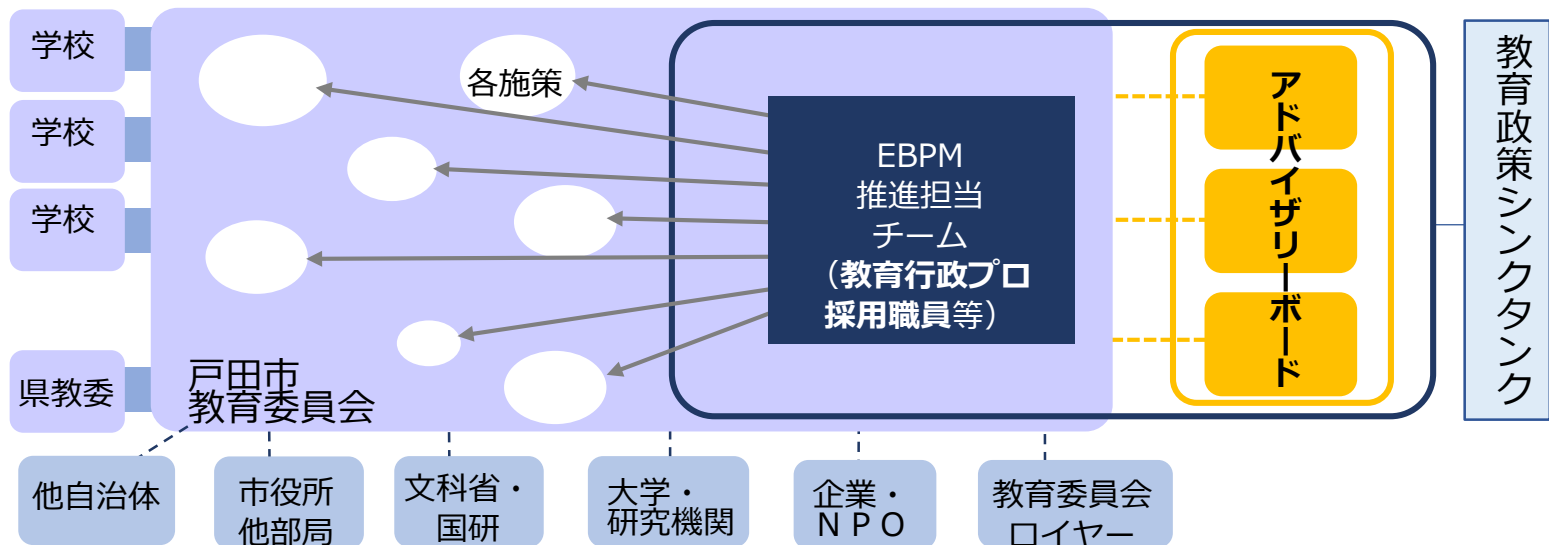 学校
学校
学校
県教委
各施策
戸田市
教育委員会
EBPM
推進担当
チーム
（教育行政プロ
採用職員等）
アドバイザリーボード
教育政策シンクタンク
他自治体
市役所
他部局
文科省・
国研
大学・
研究機関
企業・
ＮＰＯ
教育委員会
ロイヤー